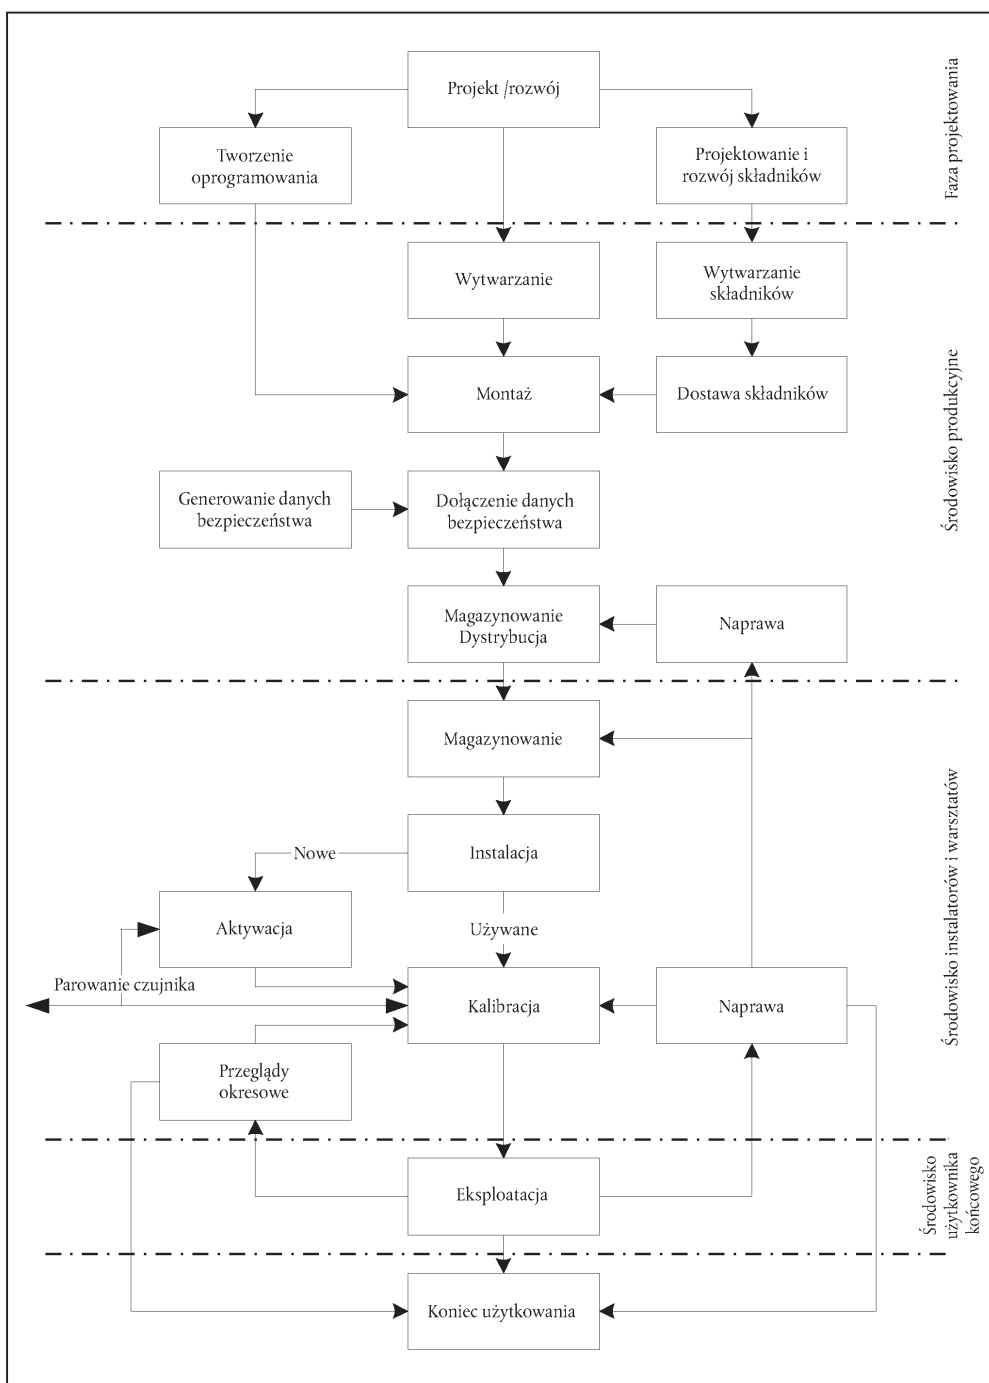 Projekt /rozwój
Tworzenie
oprogramowania
Projektowanie i
rozwój składników
Faza projektowania
Wytwarzanie
Wytwarzanie
składników
Montaż
Dostawa składników
Generowanie danych
bezpieczeństwa
Dołączenie danych
bezpieczeństwa
Magazynowanie
Dystrybucja
Naprawa
Środowisko produkcyjne
Magazynowanie
Nowe
Instalacja
Aktywacja
Używane
Parowanie czujnika
Kalibracja
Naprawa
Przeglądy
okresowe
Środowisko instalatorów i warsztatów
Eksploatacja
Środowisko
użytkownika
końcowego
Koniec użytkowania